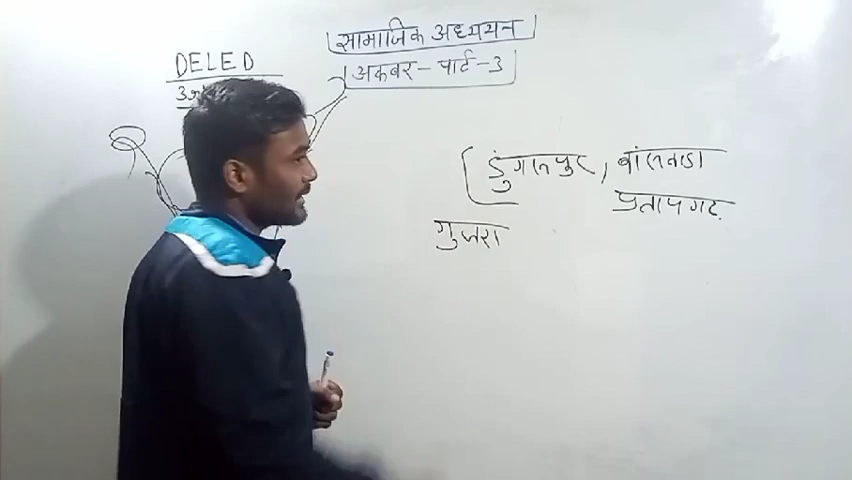 सामाजिक अध्ययन
DELED
अकबर - पार्ट - 3
डुंगरपुर, बांसवाडा
प्रतापगढ़
गुजरा